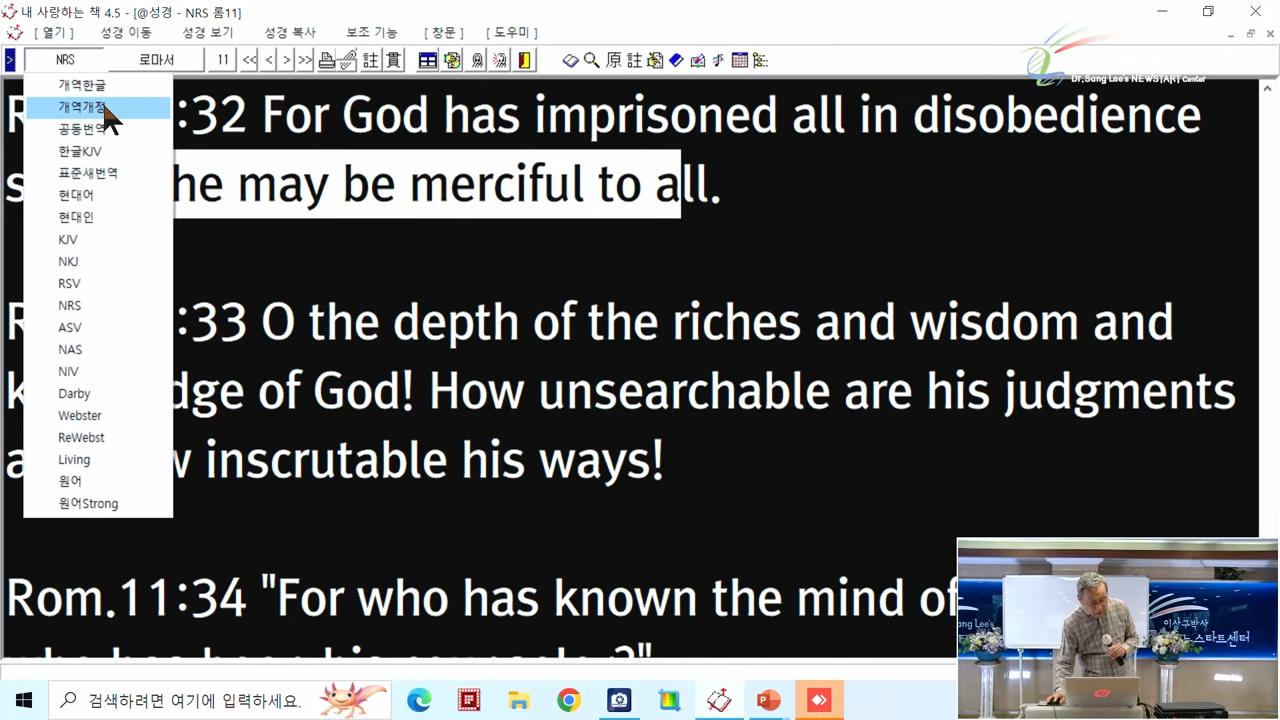 내 사랑하는 책 4.5 - [@성경 - NRS 롬11]
[ 열기 ] 성경 이동 성경 보기 성경 복사 보조 기능 [ 창문 ] [ 도우미 ]
> NRS 로마서 11 << < > >> 註 貫 原 註
Dr.Sang Lee's NEWSTART Center
개역한글
개역개정
공동번역
한글KJV
표준새번역
현대어
현대인
KJV
NKJ
RSV
NRS
ASV
NAS
NIV
Darby
Webster
ReWebst
Living
원어
원어Strong
:32 For God has imprisoned all in disobedience
he may be merciful to all.
:33 O the depth of the riches and wisdom and
dge of God! How unsearchable are his judgments
inscrutable his ways!
Rom.11:34 "For who has known the mind of
Sang Lee's
이상구박사
스타트센터
검색하려면 여기에 입력하세요.